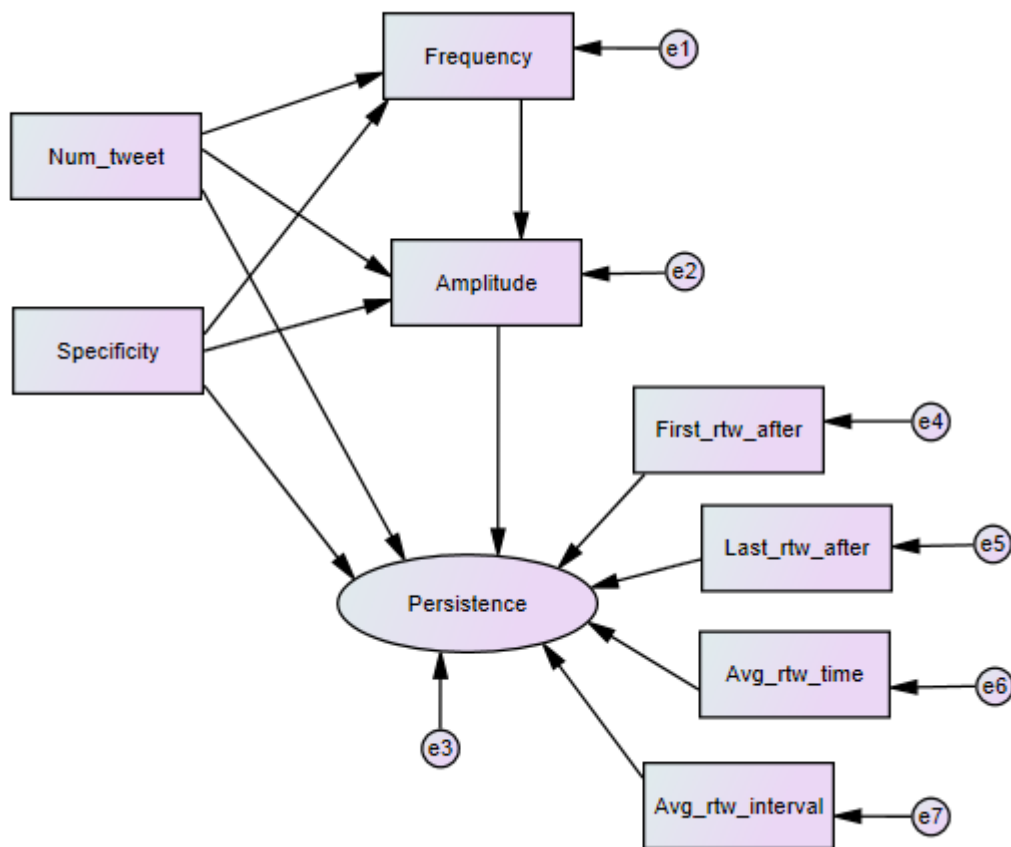 Frequency
e1
Num_tweet
Amplitude
e2
Specificity
First_rtw_after
e4
Last_rtw_after
e5
Persistence
Avg_rtw_time
e6
e3
Avg_rtw_interval
e7